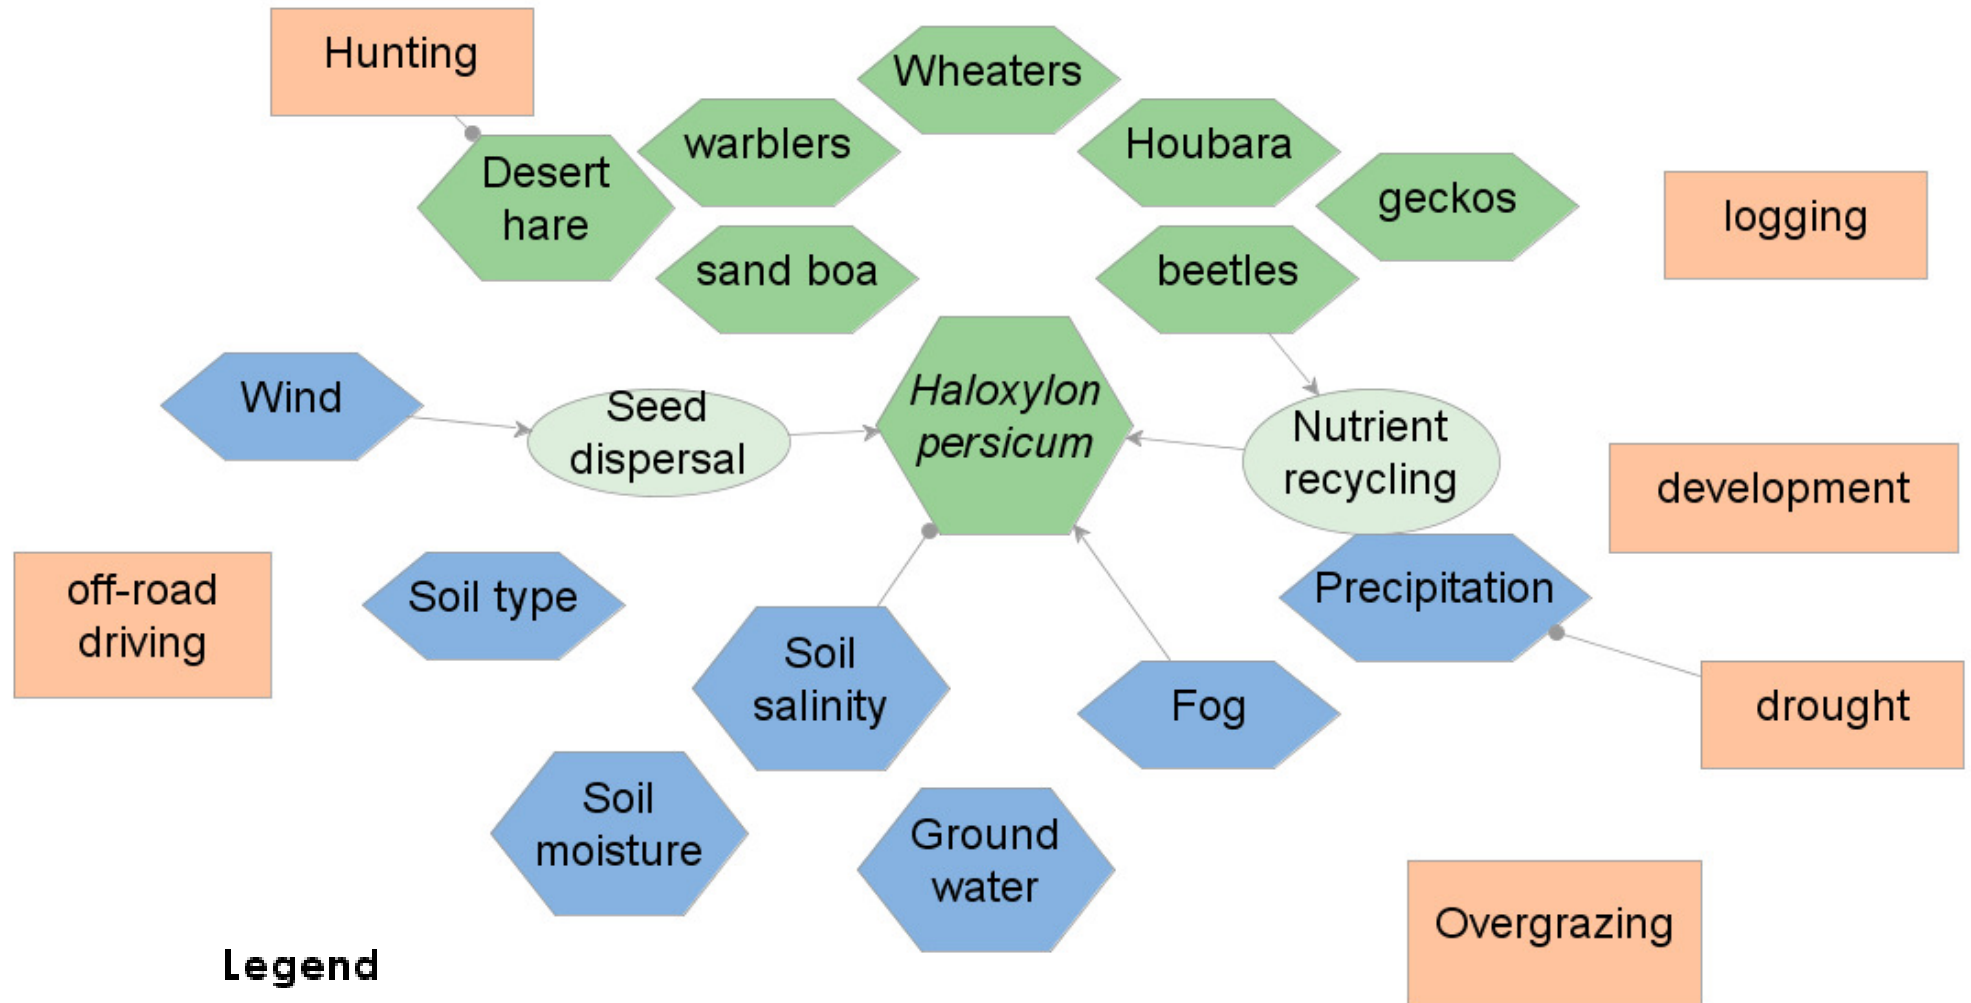 Hunting
Wheaters
warblers
Houbara
Desert
hare
geckos
logging
sand boa
beetles
Wind
Seed
dispersal
Haloxylon
persicum
Nutrient
recycling
development
off-road
driving
Soil type
Precipitation
Soil
salinity
Fog
drought
Soil
moisture
Ground
water
Overgrazing
Legend